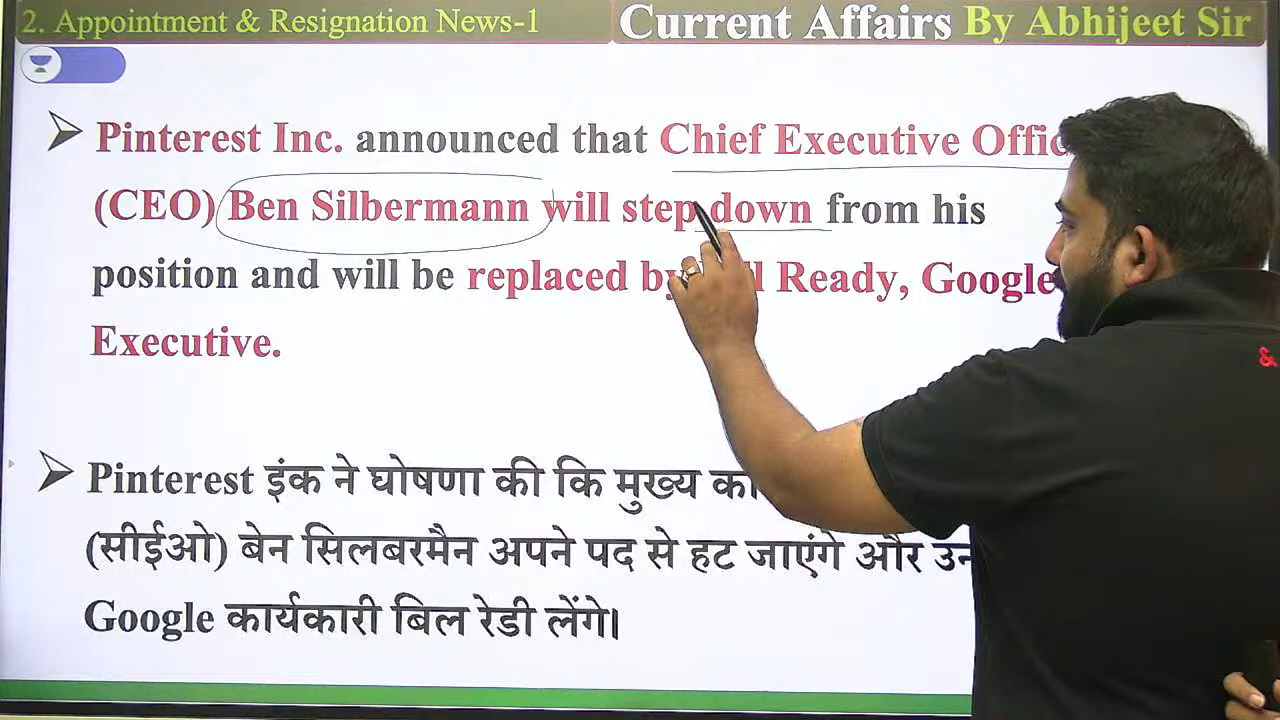 2. Appointment & Resignation News-1
Current Affairs By Abhijeet Sir
Pinterest Inc. announced that Chief Executive
(CEO) Ben Silbermann will step down from his
position and will be replaced by Ready, Google
Executive.
Pinterest इंक ने घोषणा की कि मुख्य
(सीईओ) बेन सिलबरमैन अपने पद से हट जाएंगे और
Google कार्यकारी बिल रेडी लेंगे।
&